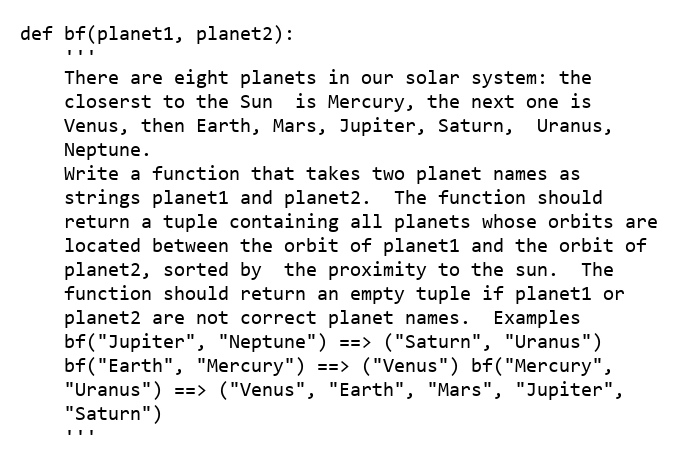 def bf(planet1, planet2):
'''
There are eight planets in our solar system: the
closerst to the Sun  is Mercury, the next one is
Venus, then Earth, Mars, Jupiter, Saturn,  Uranus,
Neptune.
Write a function that takes two planet names as
strings planet1 and planet2.  The function should
return a tuple containing all planets whose orbits are
located between the orbit of planet1 and the orbit of
planet2, sorted by  the proximity to the sun.  The
function should return an empty tuple if planet1 or
planet2 are not correct planet names.  Examples
bf("Jupiter", "Neptune") ==> ("Saturn", "Uranus")
bf("Earth", "Mercury") ==> ("Venus") bf("Mercury",
"Uranus") ==> ("Venus", "Earth", "Mars", "Jupiter",
"Saturn")
'''